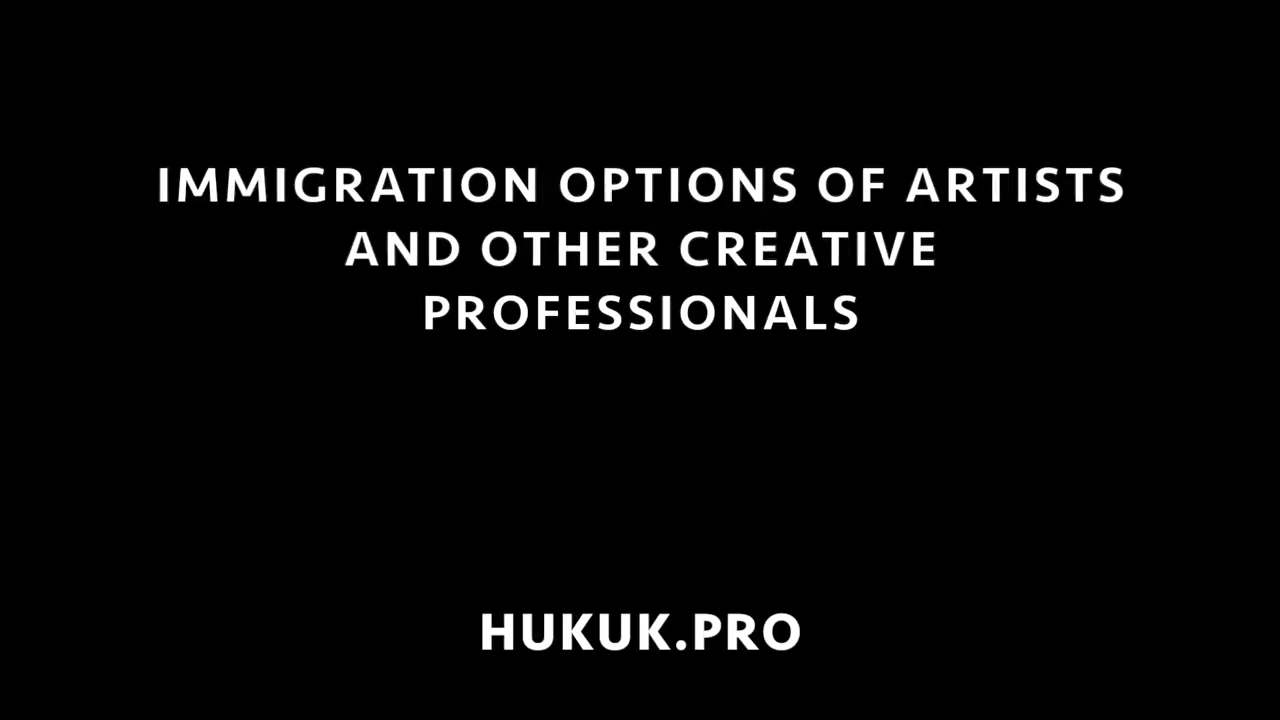 IMMIGRATION OPTIONS OF ARTISTS
AND OTHER CREATIVE
PROFESSIONALS
HUKUK.PRO